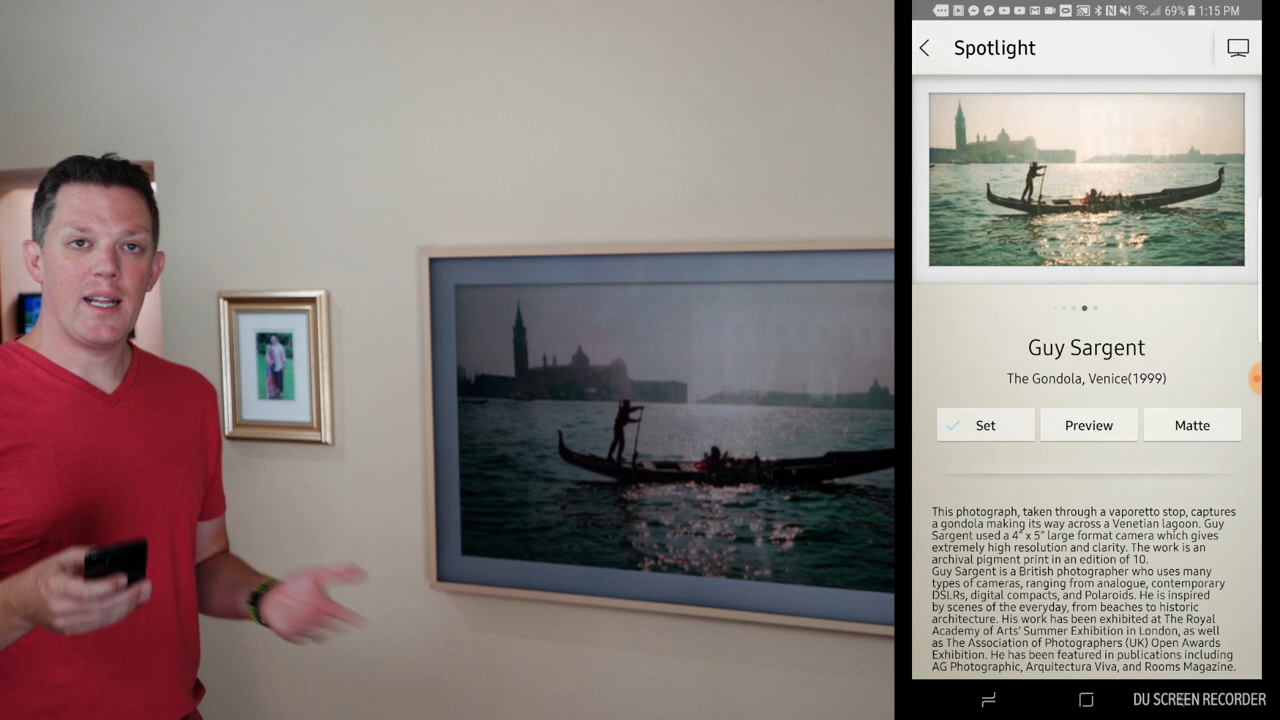 69% 1:15 PM
Spotlight
Guy Sargent
The Gondola, Venice(1999)
Set Preview Matte
This photograph, taken through a vaporetto stop, captures
a gondola making its way across a Venetian lagoon. Guy
Sargent used a 4" x 5" large format camera which gives
extremely high resolution and clarity. The work is an
archival pigment print in an edition of 10.
Guy Sargent is a British photographer who uses many
types of cameras, ranging from analogue, contemporary
DSLRs, digital compacts, and Polaroids. He is inspired
by scenes of the everyday, from beaches to historic
architecture. His work has been exhibited at The Royal
Academy of Arts' Summer Exhibition in London, as well
as The Association of Photographers (UK) Open Awards
Exhibition. He has been featured in publications including
AG Photographic, Arquitectura Viva, and Rooms Magazine.
DU SCREEN RECORDER